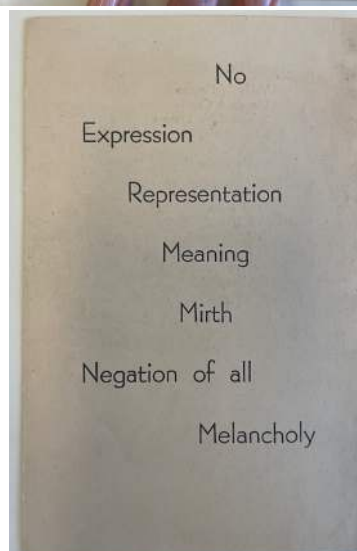 No
Expression
Representation
Meaning
Mirth
Negation of all
Melancholy